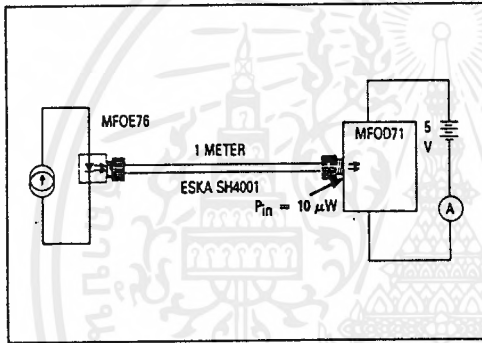 MFOE76
1 METER
ESKA SH4001
Pin = 10 μW
MFOD71
5
V
A